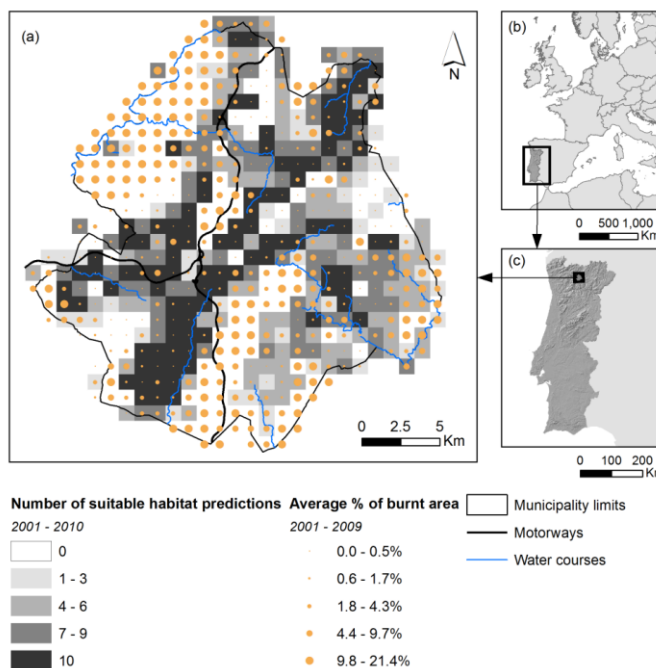 (a)
N
0 2.5 5
Km
(b)
0 500 1,000
Km
(c)
0 100 200
Km
Number of suitable habitat predictions
2001 - 2010
0
1 - 3
4 - 6
7 - 9
10
Average % of burnt area
2001 - 2009
0.0 - 0.5%
0.6 - 1.7%
1.8 - 4.3%
4.4 - 9.7%
9.8 - 21.4%
Municipality limits
Motorways
Water courses